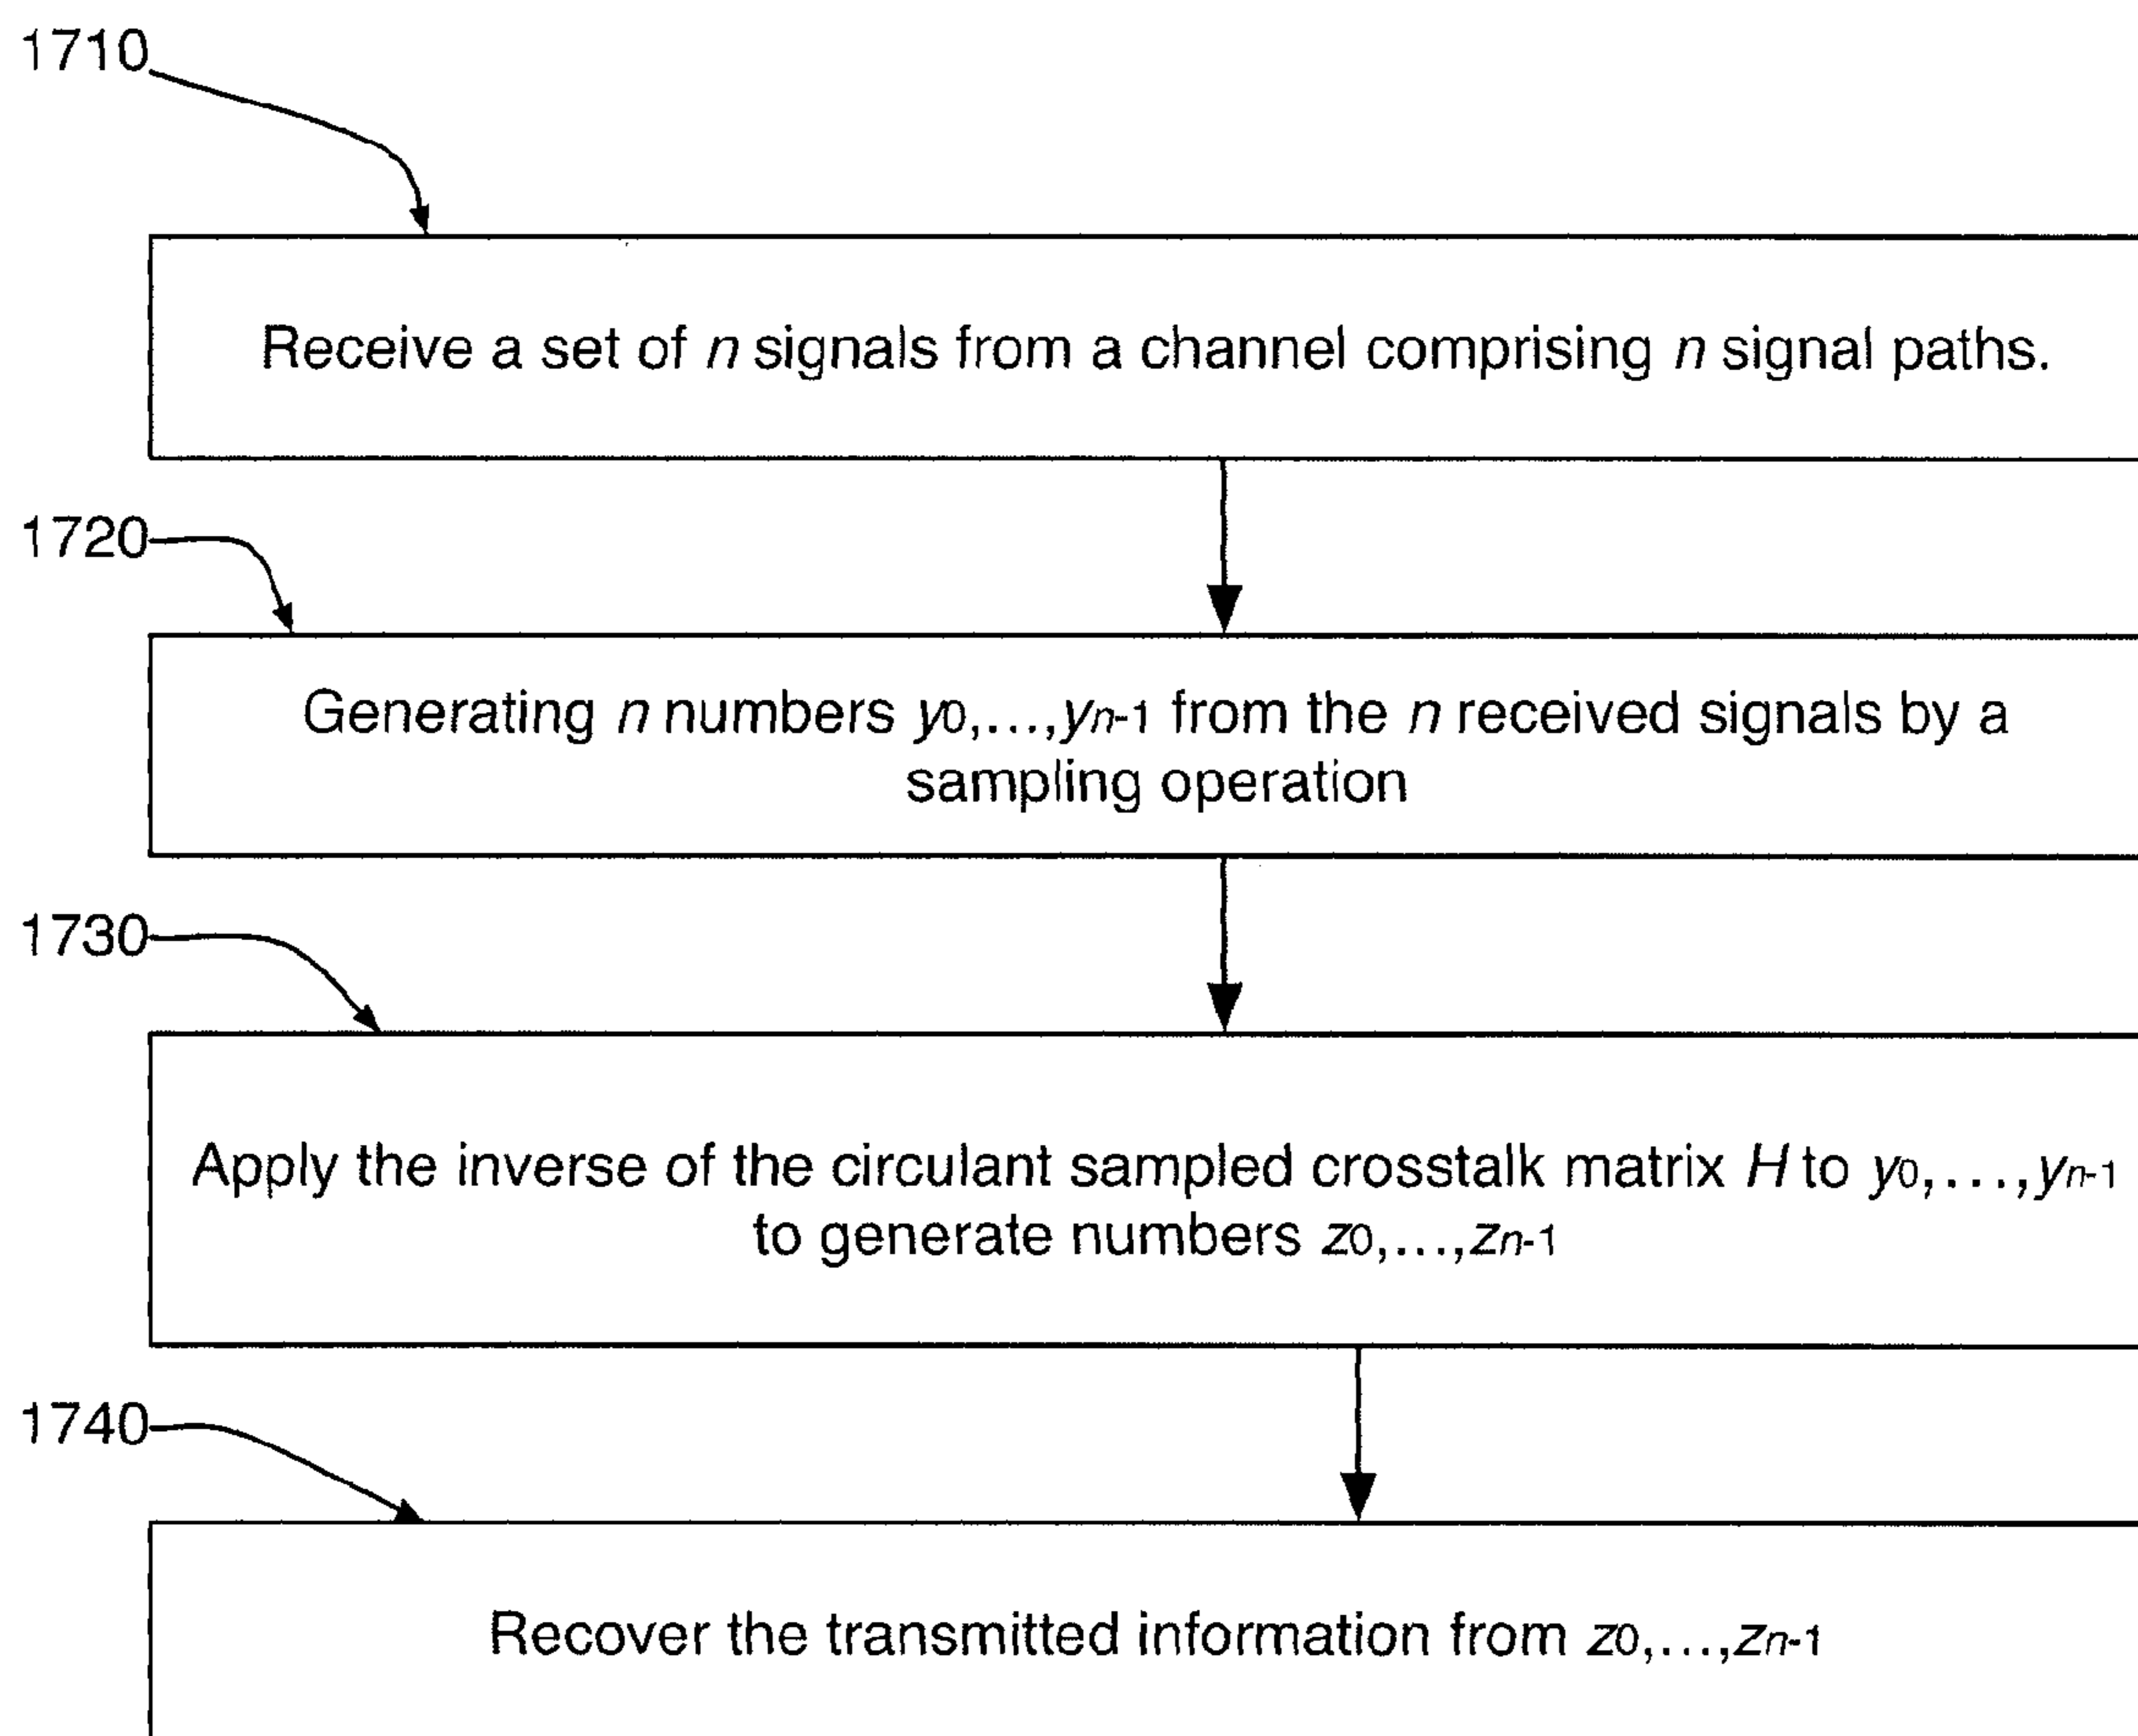 1710
Receive a set of n signals from a channel comprising n signal paths.
1720
Generating n numbers y0,...,yn-1 from the n received signals by a
sampling operation
1730
Apply the inverse of the circulant sampled crosstalk matrix H to y0,...,yn-1
to generate numbers z0,...,zn-1
1740
Recover the transmitted information from z0,...,zn-1